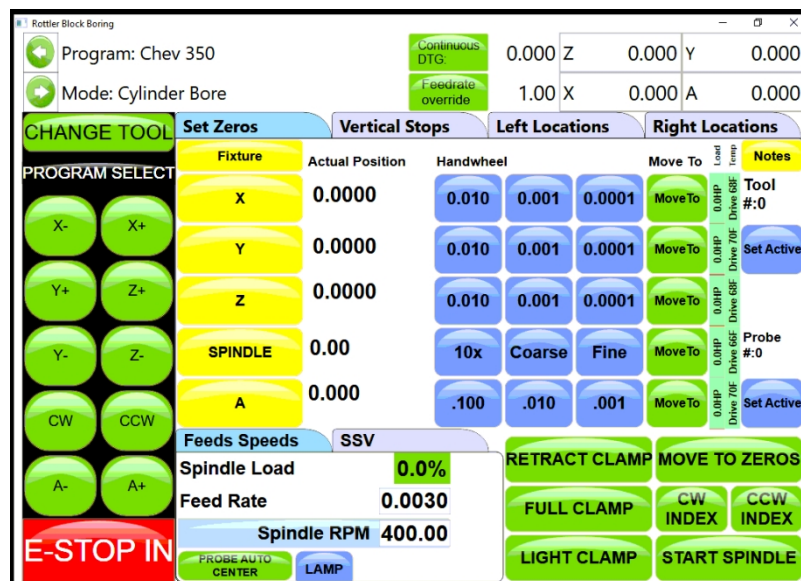 Rottler Block Boring
Program: Chev 350
Continuous DTG: 0.000 Z 0.000 Y 0.000
Mode: Cylinder Bore
Feedrate override 1.00 X 0.000 A 0.000
CHANGE TOOL
PROGRAM SELECT
X- X+
Y+ Z+
Y- Z-
CW CCW
A- A+
E-STOP IN
Set Zeros Vertical Stops Left Locations Right Locations
Fixture Actual Position Handwheel Move To Load Temp Notes
X 0.0000 0.010 0.001 0.0001 MoveTo 0.0HP Drive 68F
Tool #:0
Y 0.0000 0.010 0.001 0.0001 MoveTo 0.0HP Drive 70F Set Active
Z 0.0000 0.010 0.001 0.0001 MoveTo 0.0HP Drive 68F
SPINDLE 0.00 10x Coarse Fine MoveTo 0.0HP Drive 66F
Probe #:0
A 0.000 .100 .010 .001 MoveTo 0.0HP Drive 70F Set Active
Feeds Speeds SSV
Spindle Load 0.0%
Feed Rate 0.0030
Spindle RPM 400.00
PROBE AUTO CENTER
LAMP
RETRACT CLAMP MOVE TO ZEROS
FULL CLAMP CW INDEX CCW INDEX
LIGHT CLAMP START SPINDLE